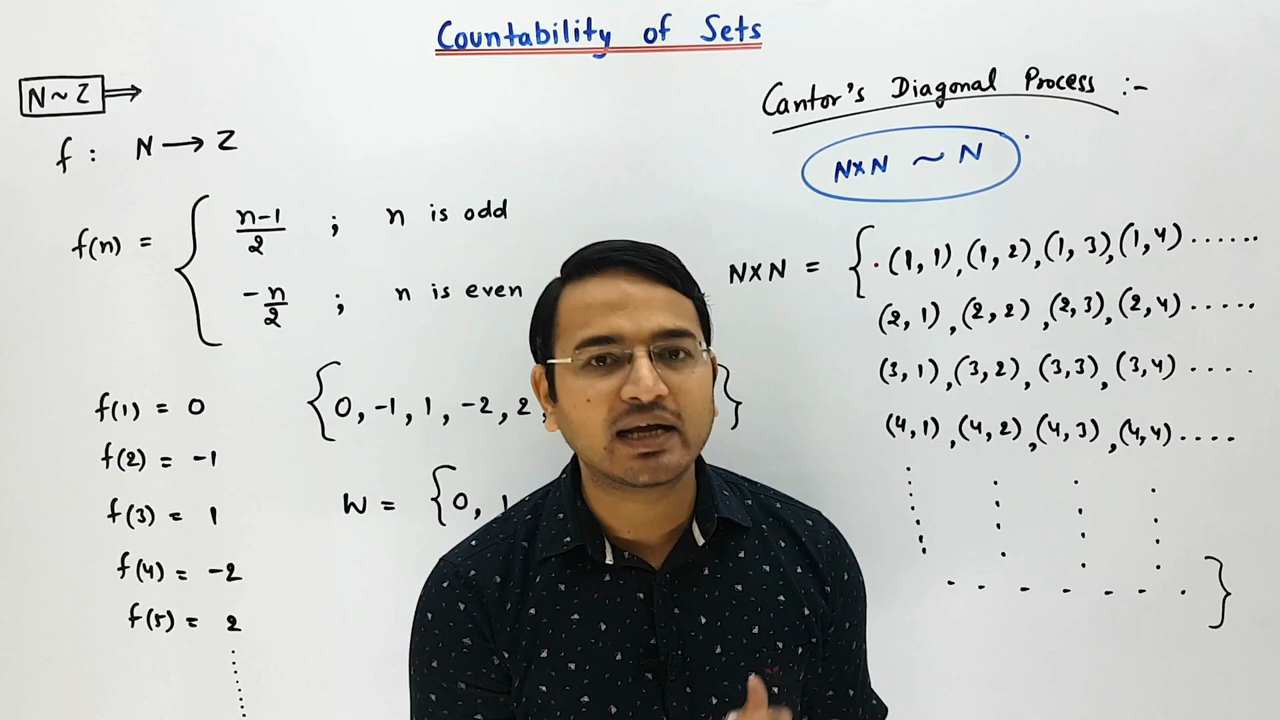 Countability of Sets
N ~ Z ⟹
f : N → Z
f(n) = { n-1/2 ; n is odd
-n/2 ; n is even
f(1) = 0
f(2) = -1
f(3) = 1
f(4) = -2
f(5) = 2
{0, -1, 1, -2, 2, }
W = {0, 1
Cantor's Diagonal Process :-
N×N ~ N
N×N = { (1, 1), (1, 2), (1, 3), (1, 4) ......
(2, 1), (2, 2), (2, 3), (2, 4) .....
(3, 1), (3, 2), (3, 3), (3, 4) ....
(4, 1), (4, 2), (4, 3), (4, 4) ....
- - - - - - - }